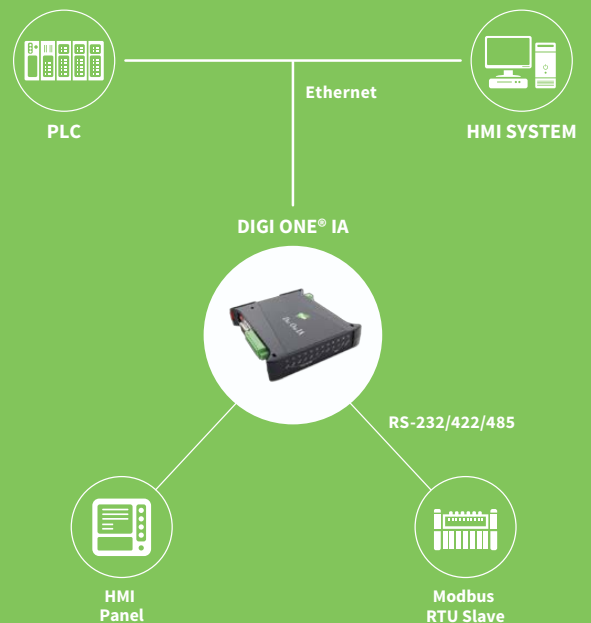 Ethernet
PLC
HMI SYSTEM
DIGI ONE® IA
RS-232/422/485
HMI
Panel
Modbus
RTU Slave